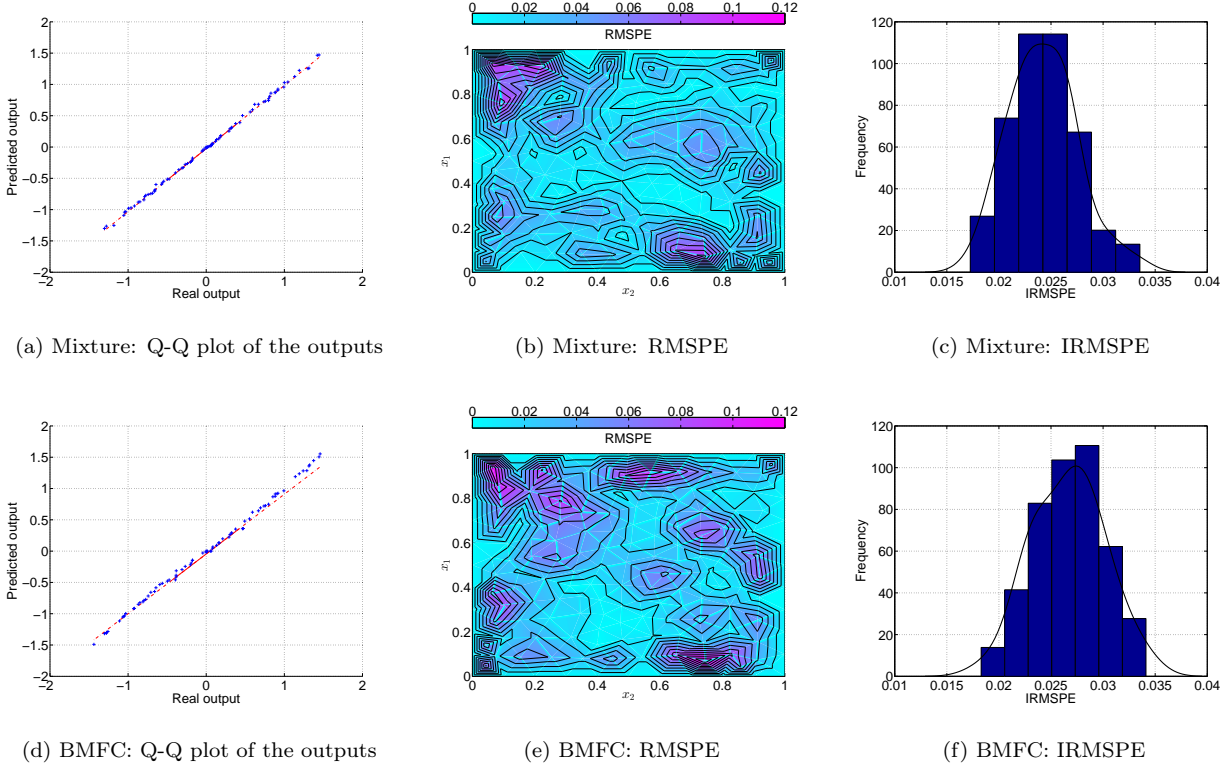 2
1.5
1
0.5
0
−0.5
−1
−1.5
−2
−2 −1 0 1 2
Predicted output
Real output
(a) Mixture: Q-Q plot of the outputs
0 0.02 0.04 0.06 0.08 0.1 0.12
RMSPE
1
0.8
0.6
0.4
0.2
0
0 0.2 0.4 0.6 0.8 1
x1
x2
(b) Mixture: RMSPE
120
100
80
60
40
20
0
0.01 0.015 0.02 0.025 0.03 0.035 0.04
Frequency
IRMSPE
(c) Mixture: IRMSPE
2
1.5
1
0.5
0
−0.5
−1
−1.5
−2
−2 −1 0 1 2
Predicted output
Real output
(d) BMFC: Q-Q plot of the outputs
0 0.02 0.04 0.06 0.08 0.1 0.12
RMSPE
1
0.8
0.6
0.4
0.2
0
0 0.2 0.4 0.6 0.8 1
x1
x2
(e) BMFC: RMSPE
120
100
80
60
40
20
0
0.01 0.015 0.02 0.025 0.03 0.035 0.04
Frequency
IRMSPE
(f) BMFC: IRMSPE